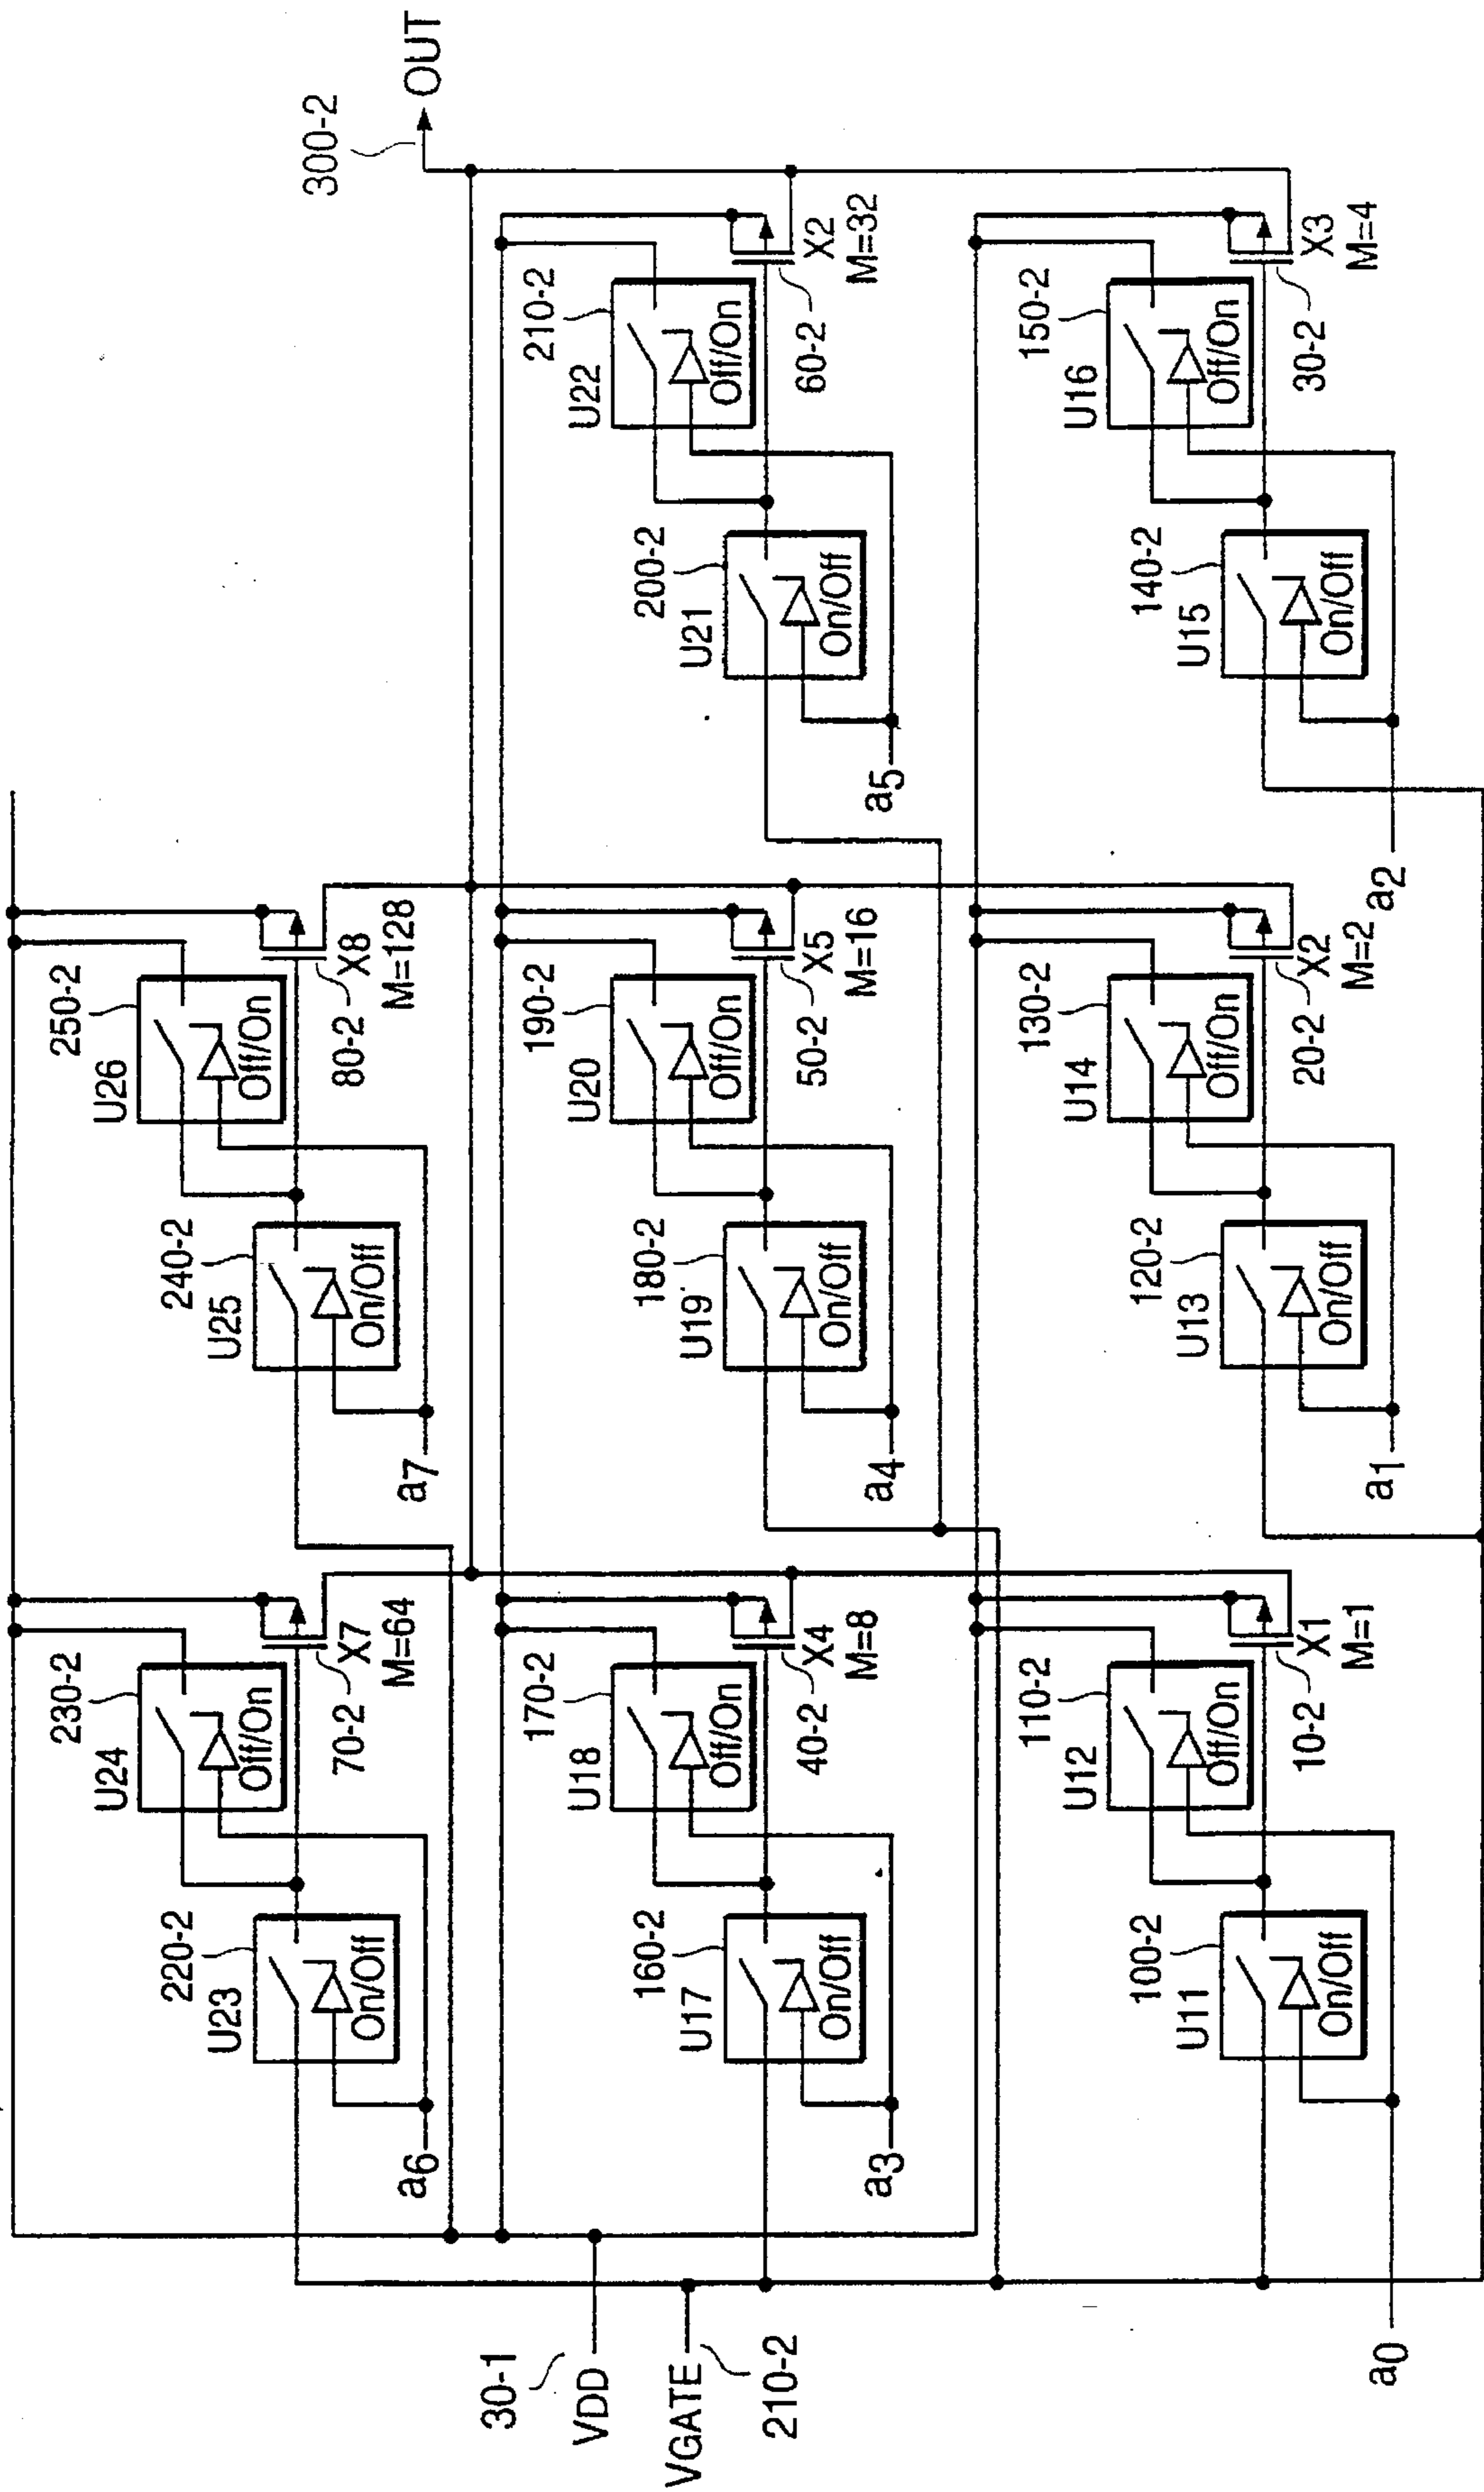 300-2
OUT
230-2
U24
Off/On
220-2
U23
On/Off
70-2
X7
M=64
a6
250-2
U26
Off/On
240-2
U25
On/Off
80-2
X8
M=128
a7
30-1
VDD
VGATE
210-2
170-2
U18
Off/On
160-2
U17
On/Off
40-2
X4
M=8
a3
190-2
U20
Off/On
180-2
U19
On/Off
50-2
X5
M=16
a4
210-2
U22
Off/On
200-2
U21
On/Off
60-2
X2
M=32
a5
110-2
U12
Off/On
100-2
U11
On/Off
10-2
X1
M=1
a0
130-2
U14
Off/On
120-2
U13
On/Off
20-2
X2
M=2
a1
150-2
U16
Off/On
140-2
U15
On/Off
30-2
X3
M=4
a2